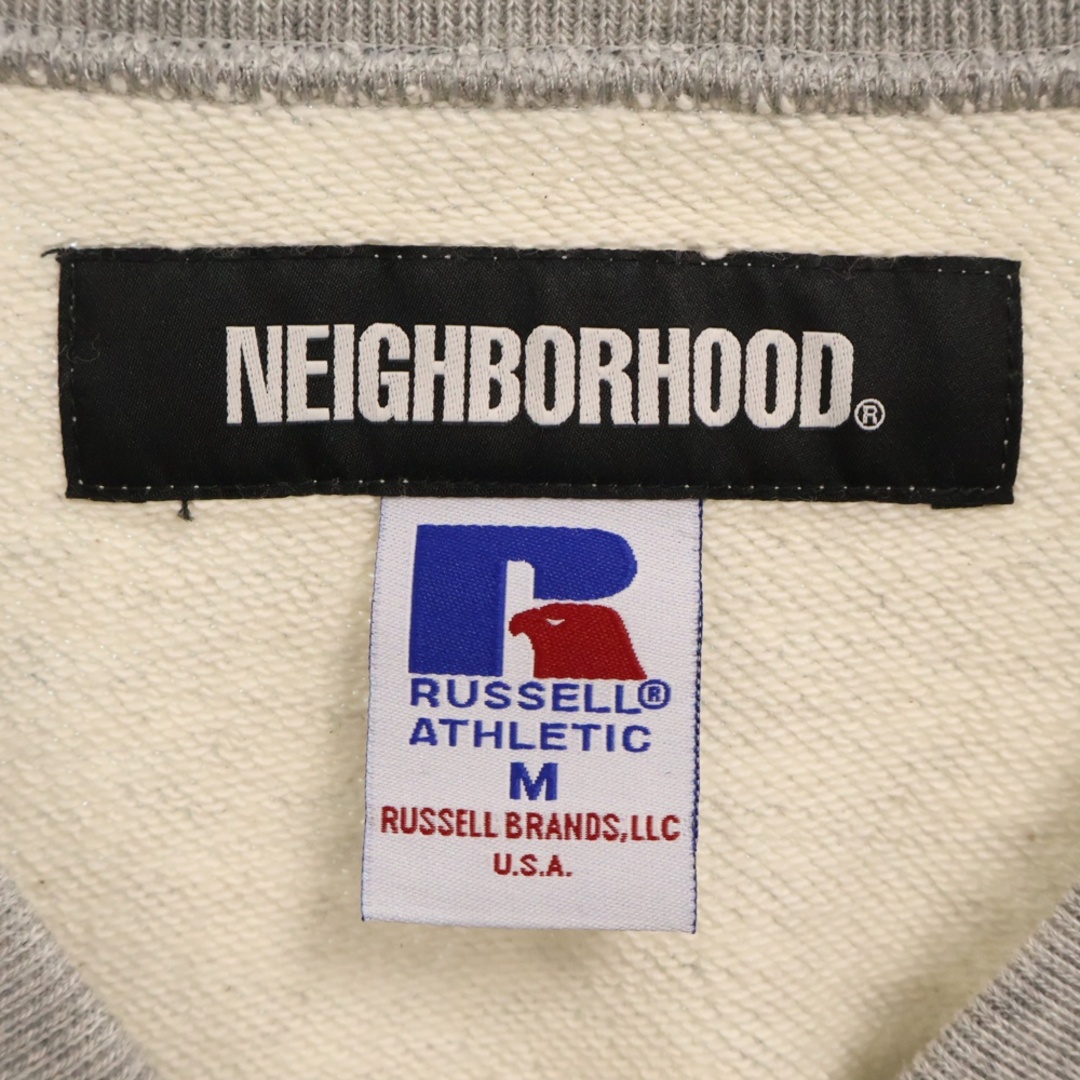 NEIGHBORHOOD®
RUSSELL®
ATHLETIC
M
RUSSELL BRANDS,LLC
U.S.A.